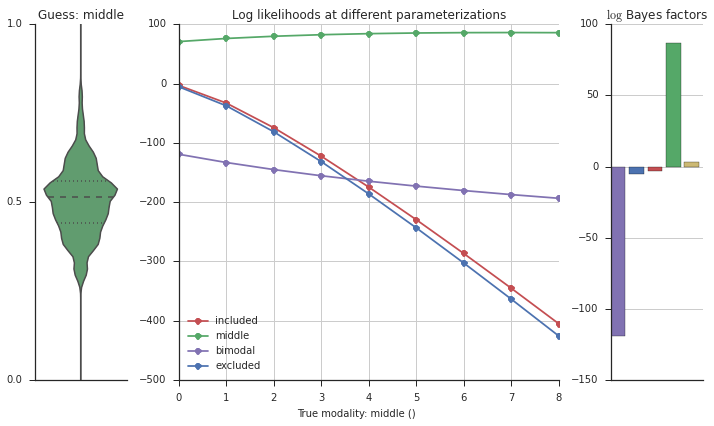 Guess: middle
1.0
0.5
0.0
Log likelihoods at different parameterizations
100
0
−100
−200
−300
−400
−500
included
middle
bimodal
excluded
0 1 2 3 4 5 6 7 8
True modality: middle ()
log Bayes factors
100
50
0
−50
−100
−150